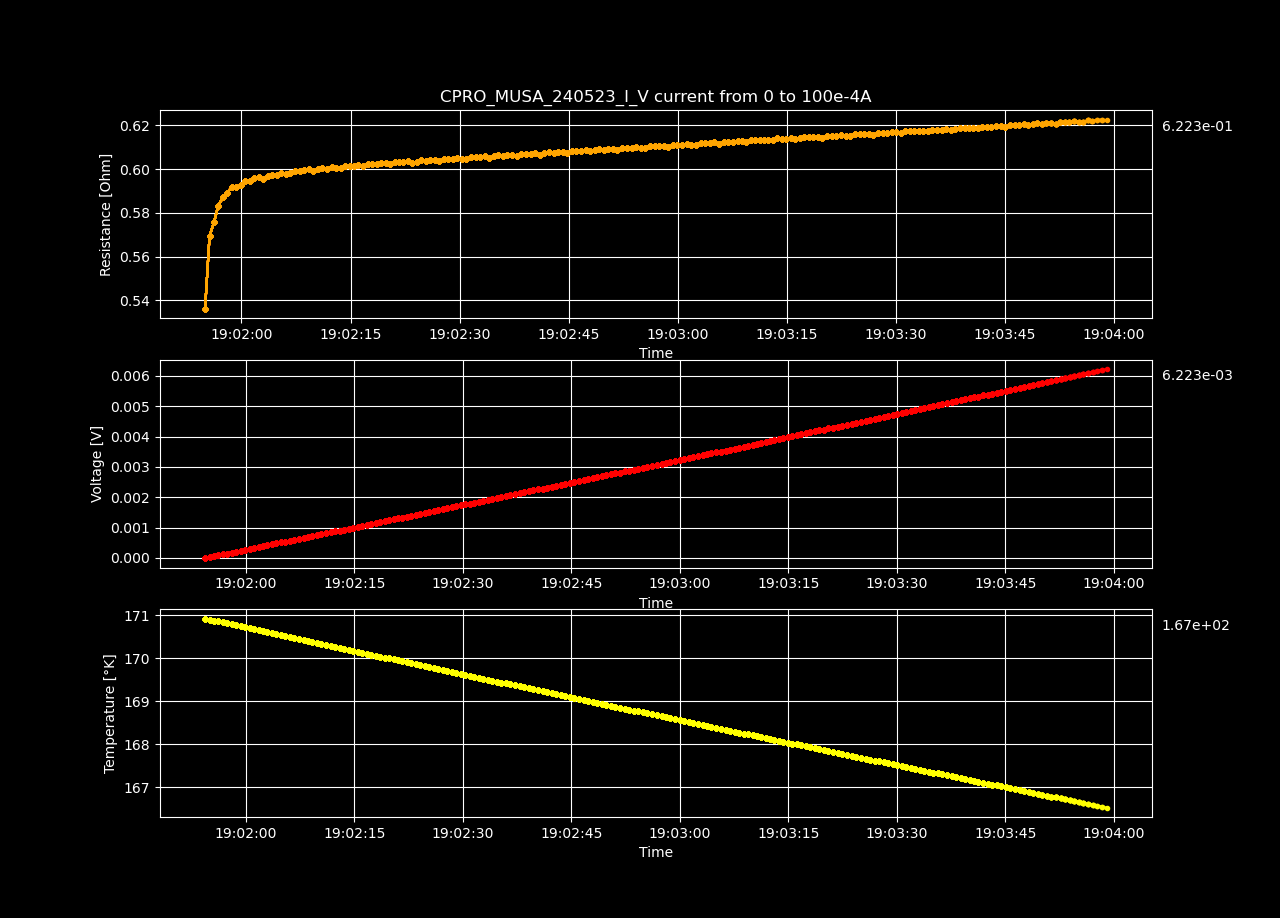 CPRO_MUSA_240523_I_V current from 0 to 100e-4A
0.62
0.60
0.58
0.56
0.54
Resistance [Ohm]
6.223e-01
19:02:00 19:02:15 19:02:30 19:02:45 19:03:00 19:03:15 19:03:30 19:03:45 19:04:00
Time
0.006
0.005
0.004
0.003
0.002
0.001
0.000
Voltage [V]
6.223e-03
19:02:00 19:02:15 19:02:30 19:02:45 19:03:00 19:03:15 19:03:30 19:03:45 19:04:00
Time
171
170
169
168
167
Temperature [°K]
1.67e+02
19:02:00 19:02:15 19:02:30 19:02:45 19:03:00 19:03:15 19:03:30 19:03:45 19:04:00
Time